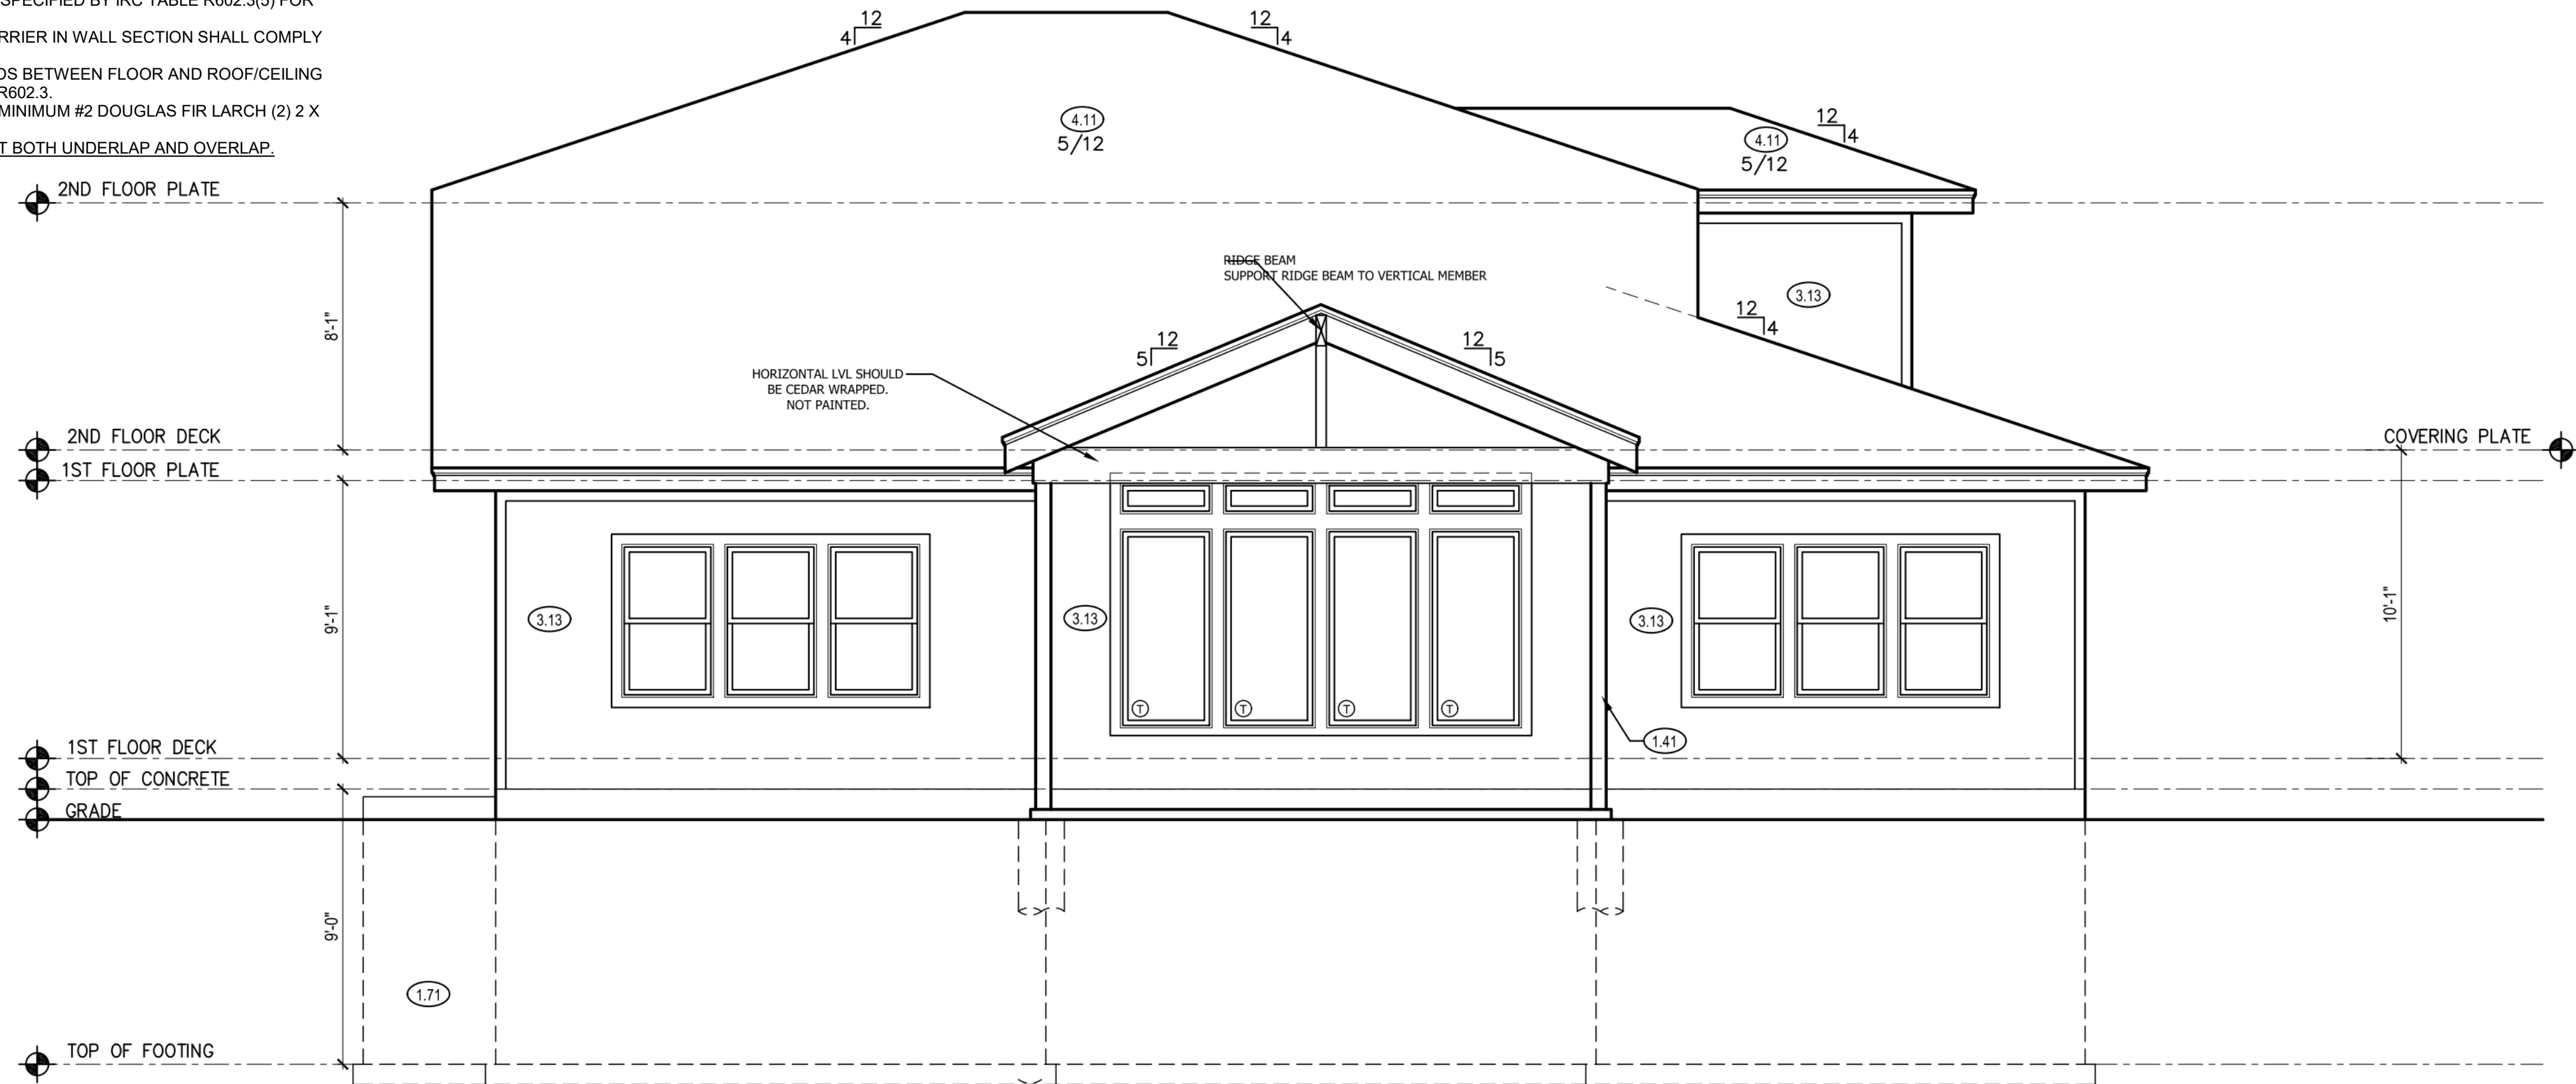 SPECIFIED BY IRC TABLE R602.3(5) FOR
RRIER IN WALL SECTION SHALL COMPLY
OS BETWEEN FLOOR AND ROOF/CEILING
R602.3.
MINIMUM #2 DOUGLAS FIR LARCH (2) 2 X
T BOTH UNDERLAP AND OVERLAP.
12
4
12
4
4.11
5/12
12
4
4.11
5/12
2ND FLOOR PLATE
RIDGE BEAM
SUPPORT RIDGE BEAM TO VERTICAL MEMBER
3.13
12
4
8'-1"
12
5
12
5
HORIZONTAL LVL SHOULD
BE CEDAR WRAPPED.
NOT PAINTED.
2ND FLOOR DECK
COVERING PLATE
1ST FLOOR PLATE
9'-1"
3.13
3.13
3.13
10'-1"
T
T
T
T
1.41
1ST FLOOR DECK
TOP OF CONCRETE
GRADE
9'-0"
1.71
TOP OF FOOTING